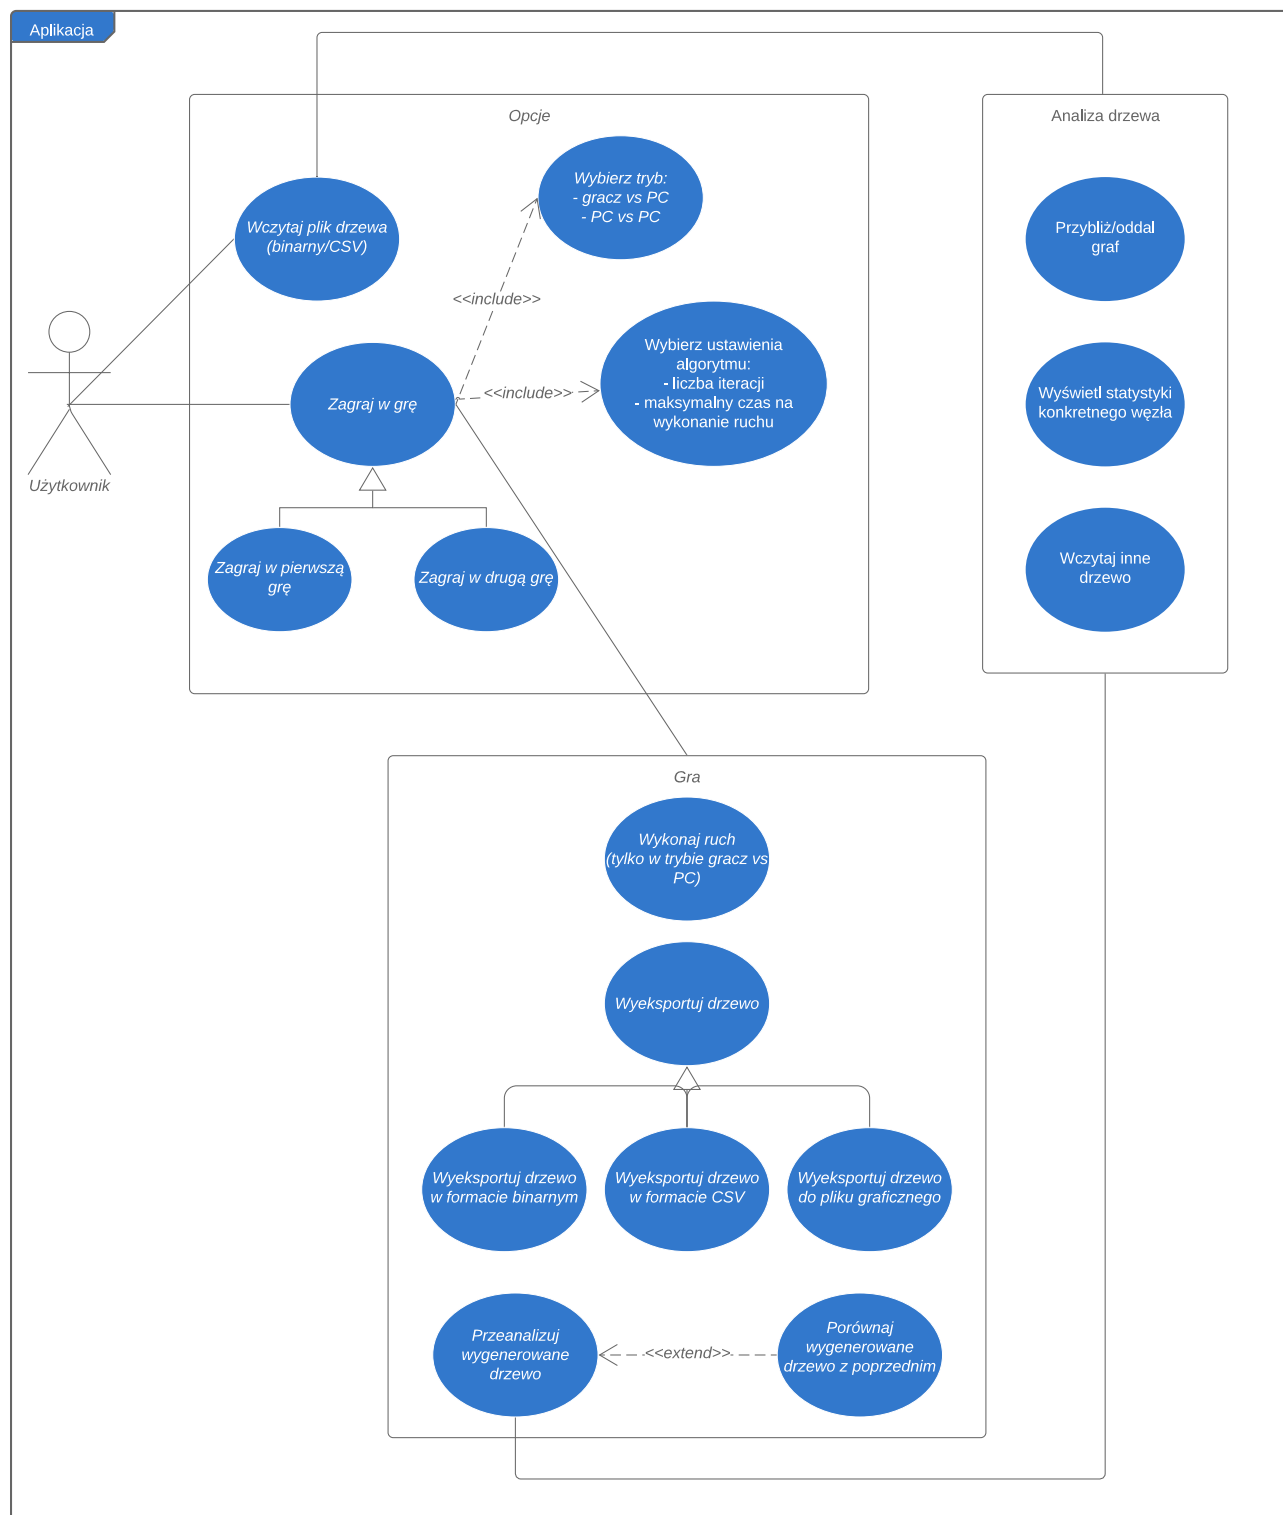 Aplikacja
Opcje
Wybierz tryb:
- gracz vs PC
- PC vs PC
Wczytaj plik drzewa
(binarny/CSV)
<<include>>
Wybierz ustawienia
algorytmu:
- liczba iteracji
- maksymalny czas na
wykonanie ruchu
<<include>>
Zagraj w grę
Użytkownik
Zagraj w pierwszą
grę
Zagraj w drugą grę
Analiza drzewa
Przybliż/oddal
graf
Wyświetl statystyki
konkretnego węzła
Wczytaj inne
drzewo
Gra
Wykonaj ruch
(tylko w trybie gracz vs
PC)
Wyeksportuj drzewo
Wyeksportuj drzewo
w formacie binarnym
Wyeksportuj drzewo
w formacie CSV
Wyeksportuj drzewo
do pliku graficznego
Przeanalizuj
wygenerowane
drzewo
<<extend>>
Porównaj
wygenerowane
drzewo z poprzednim